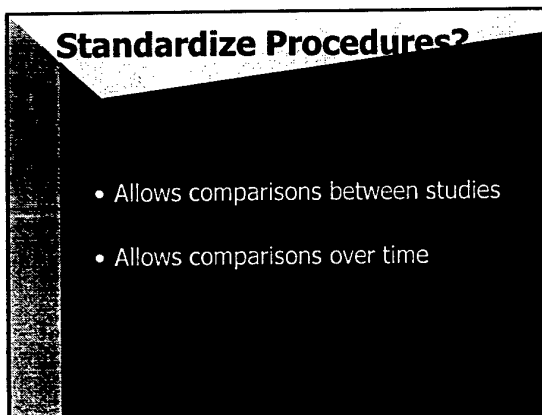 Standardize Procedures?
• Allows comparisons between studies
• Allows comparisons over time